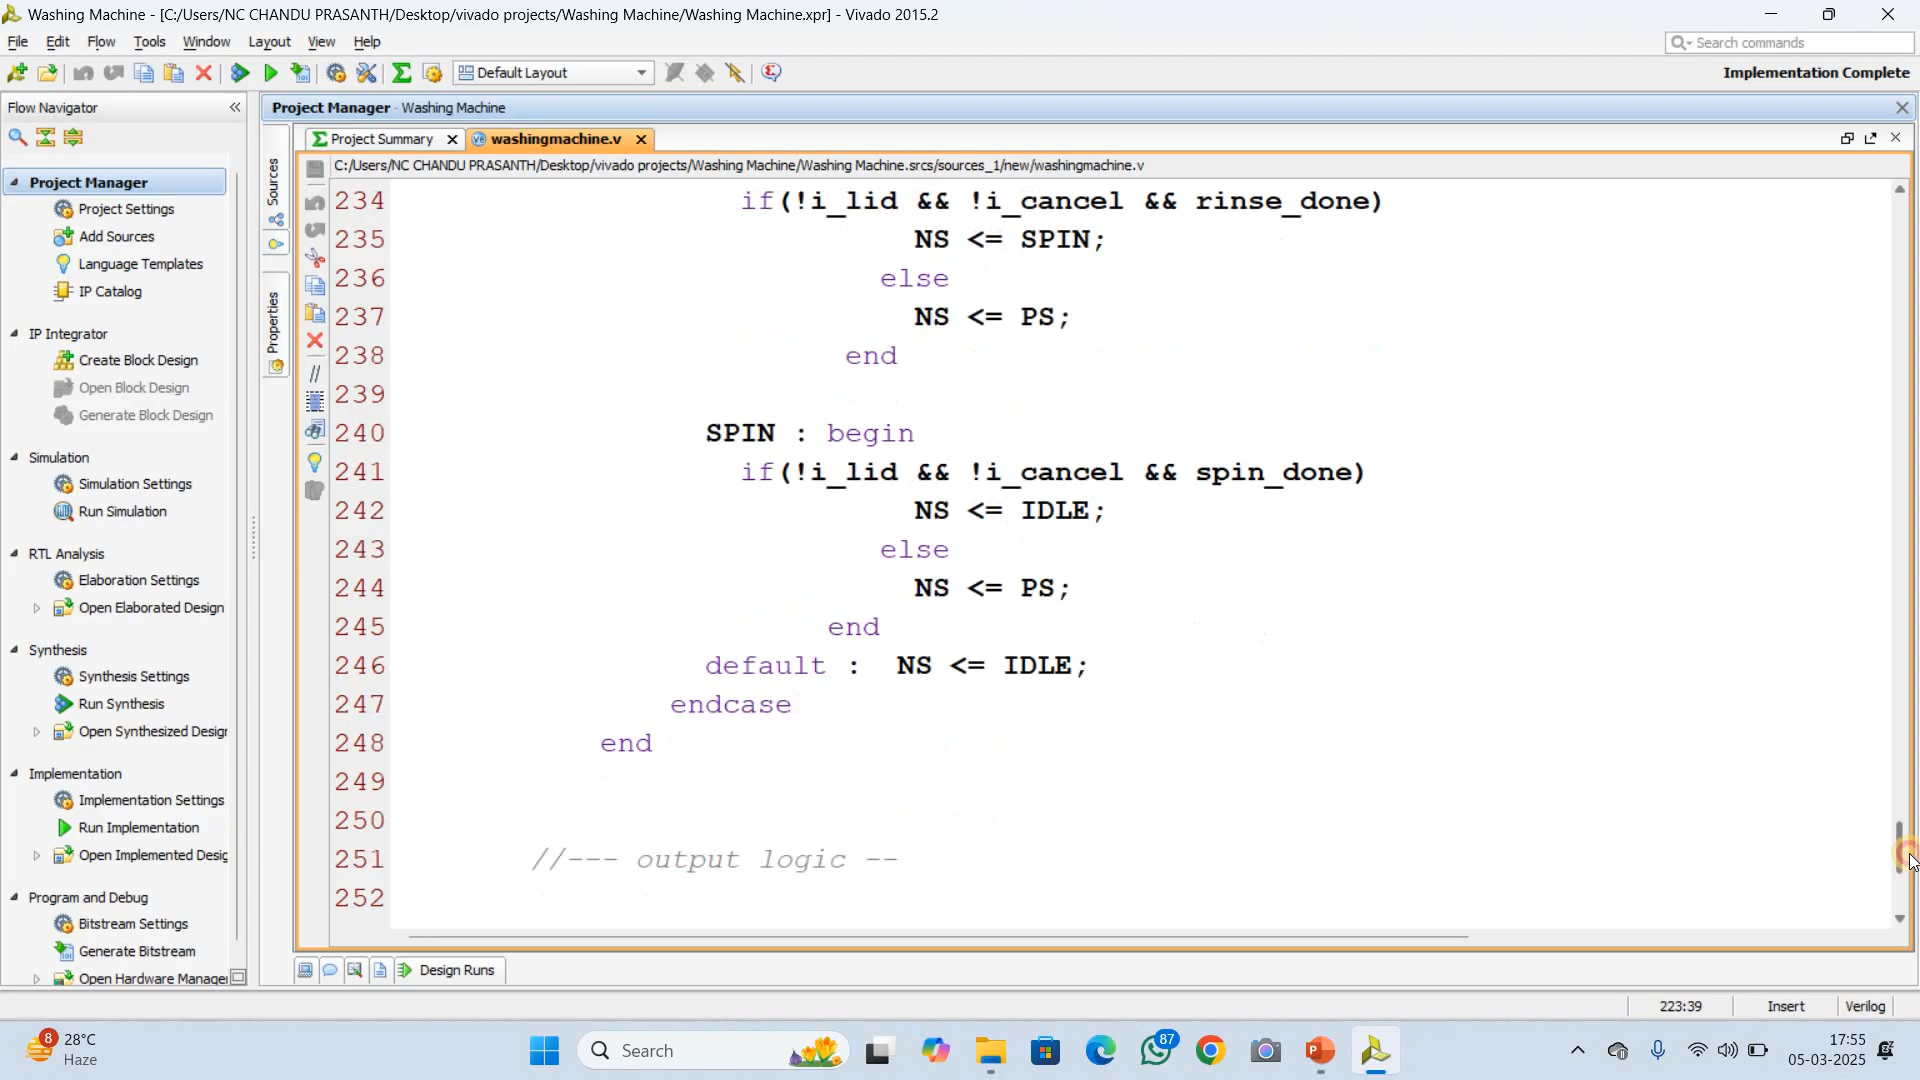 Washing Machine - [C:/Users/NC CHANDU PRASANTH/Desktop/vivado projects/Washing Machine/Washing Machine.xpr] - Vivado 2015.2
File Edit Flow Tools Window Layout View Help
Search commands
Default Layout
Implementation Complete
Flow Navigator
Project Manager - Washing Machine
Project Summary
washingmachine.v
C:/Users/NC CHANDU PRASANTH/Desktop/vivado projects/Washing Machine/Washing Machine.srcs/sources_1/new/washingmachine.v
Sources
Properties
Project Manager
Project Settings
Add Sources
Language Templates
IP Catalog
IP Integrator
Create Block Design
Open Block Design
Generate Block Design
Simulation
Simulation Settings
Run Simulation
RTL Analysis
Elaboration Settings
Open Elaborated Design
Synthesis
Synthesis Settings
Run Synthesis
Open Synthesized Desigr
Implementation
Implementation Settings
Run Implementation
Open Implemented Desig
Program and Debug
Bitstream Settings
Generate Bitstream
Open Hardware Manager
234 if(!i_lid && !i_cancel && rinse_done)
235 NS <= SPIN;
236 else
237 NS <= PS;
238 end
239
240 SPIN : begin
241 if(!i_lid && !i_cancel && spin_done)
242 NS <= IDLE;
243 else
244 NS <= PS;
245 end
246 default : NS <= IDLE;
247 endcase
248 end
249
250
251 //--- output logic --
252
Design Runs
223:39 Insert Verilog
8
28°C
Haze
Search
87
17:55
05-03-2025